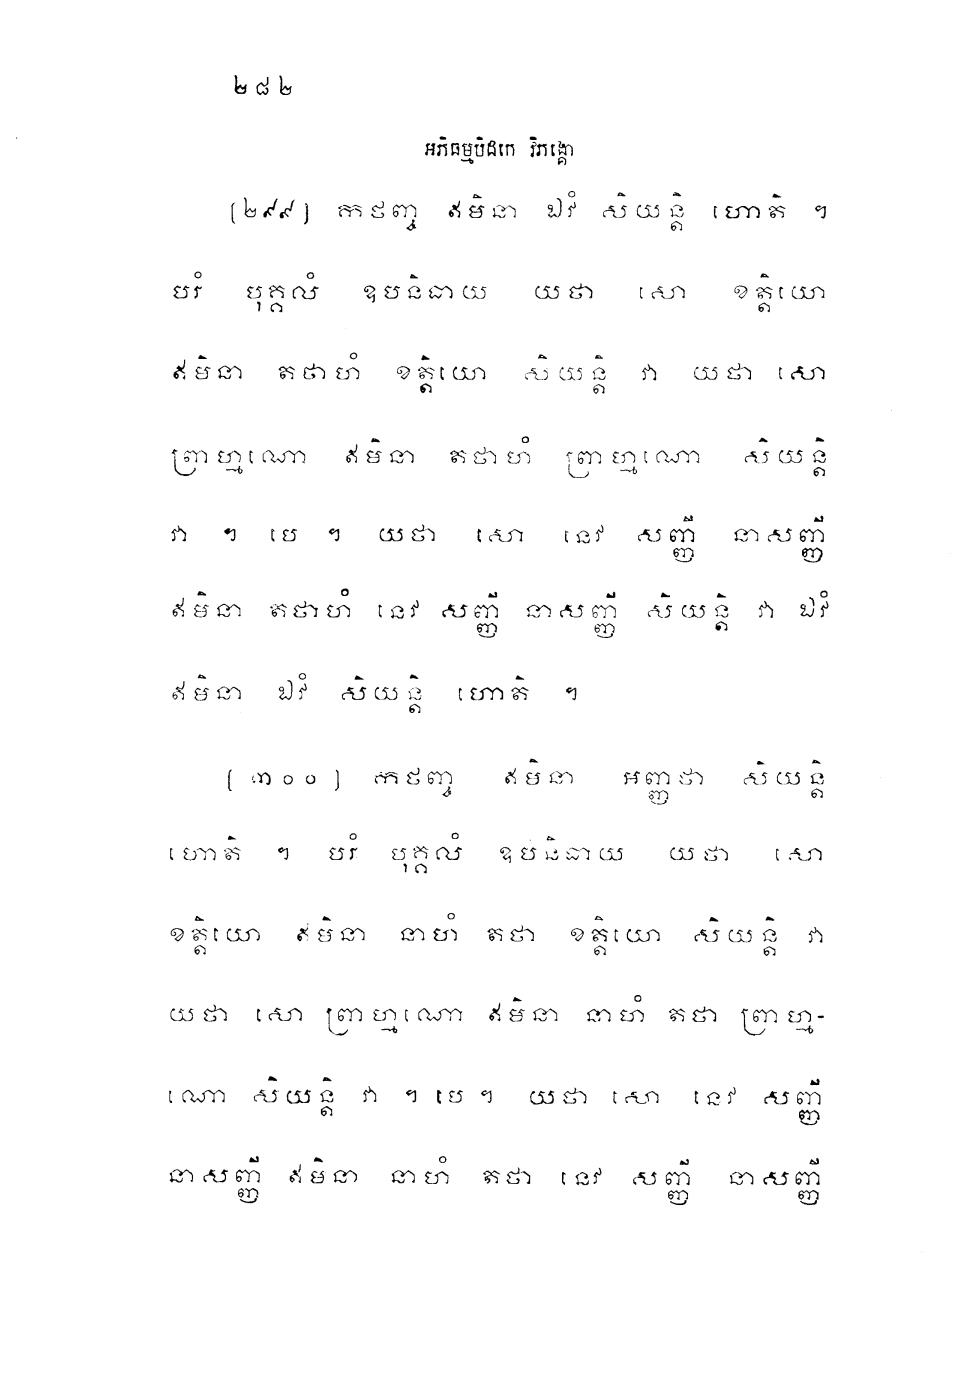 ២៨២
អភិធម្មបិដកេ វិភង្គោ
(២៩៩) កថញ្ច ឥមិនា ឯវំ សិយន្តិ ហោតិ ។
បរំ បុគ្គលំ ឧបនិធាយ យថា សោ ខត្តិយោ
ឥមិនា តថាហំ ខត្តិយោ សិយន្តិ វា យថា សោ
ព្រាហ្មណោ ឥមិនា តថាហំ ព្រាហ្មណោ សិយន្តិ
វា ។ បេ ។ យថា សោ នេវ សញ្ញី នាសញ្ញី
ឥមិនា តថាហំ នេវ សញ្ញី នាសញ្ញី សិយន្តិ វា ឯវំ
ឥមិនា ឯវំ សិយន្តិ ហោតិ ។
(៣០០) កថញ្ច ឥមិនា អញ្ញថា សិយន្តិ
ហោតិ ។ បរំ បុគ្គលំ ឧបនិធាយ យថា សោ
ខត្តិយោ ឥមិនា នាហំ តថា ខត្តិយោ សិយន្តិ វា
យថា សោ ព្រាហ្មណោ ឥមិនា នាហំ តថា ព្រាហ្ម-
ណោ សិយន្តិ វា ។ បេ ។ យថា សោ នេវ សញ្ញី
នាសញ្ញី ឥមិនា នាហំ តថា នេវ សញ្ញី នាសញ្ញី